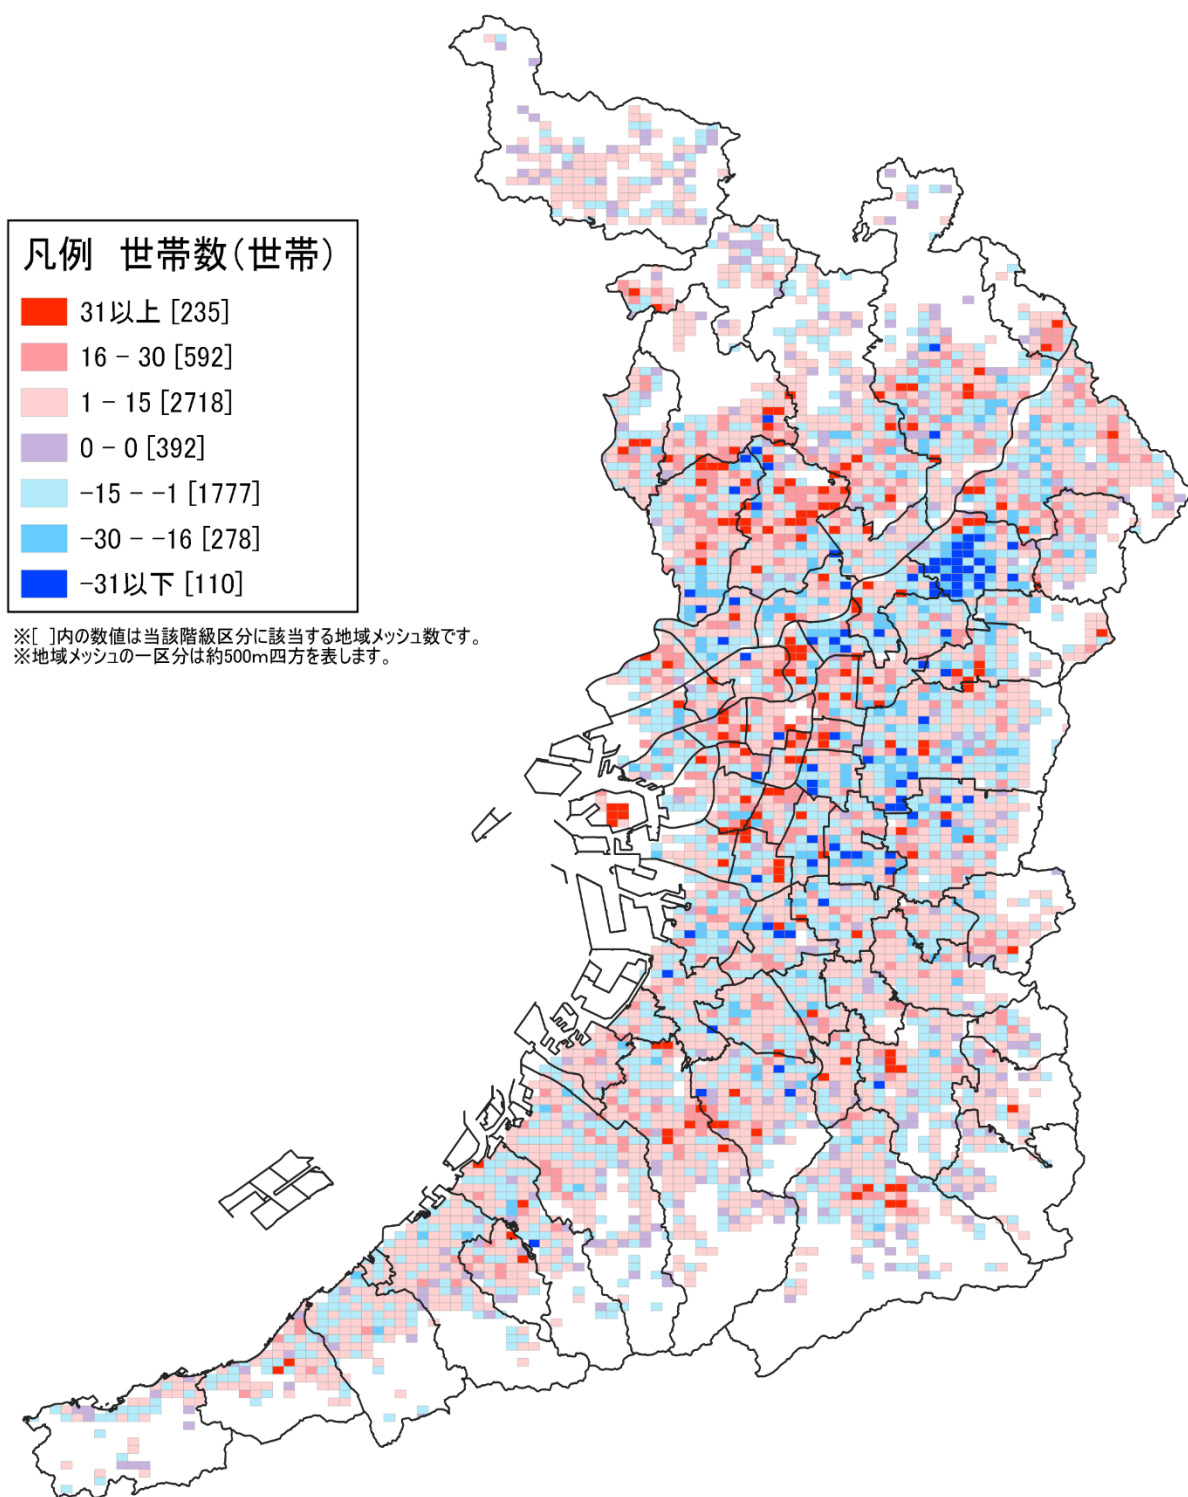 凡例 世帯数(世帯)
31以上 [235]
16 - 30 [592]
1 - 15 [2718]
0 - 0 [392]
-15 - -1 [1777]
-30 - -16 [278]
-31以下 [110]
※[ ]内の数値は当該階級区分に該当する地域メッシュ数です。
※地域メッシュの一区分は約500m四方を表します。